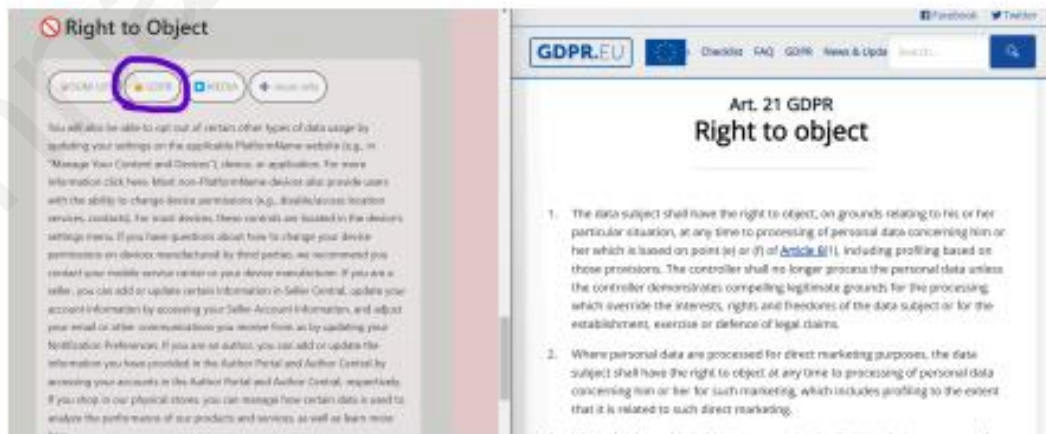 Right to Object
SUM UP
GDPR
MEDIA
more info
You will also be able to opt out of certain other types of data usage by
updating your settings on the applicable PlatformName website (e.g., in
"Manage Your Content and Devices"), device, or application. For more
information click here. Most non-PlatformName devices also provide users
with the ability to change device permissions (e.g., disable/access location
services, contacts). For most devices, these controls are located in the device's
settings menu. If you have questions about how to change your device
permissions on devices manufactured by third parties, we recommend you
contact your mobile service carrier or your device manufacturer. If you are a
seller, you can add or update certain information in Seller Central, update your
account information by accessing your Seller Account Information, and adjust
your email or other communications you receive from us by updating your
Notification Preferences. If you are an author, you can add or update the
information you have provided in the Author Portal and Author Central by
accessing your accounts in the Author Portal and Author Central, respectively.
If you shop in our physical stores, you can manage how certain data is used to
analyze the performance of our products and services, as well as learn more
Facebook Twitter
GDPR.EU Checklist FAQ GDPR News & Upda Search...
Art. 21 GDPR
Right to object
1. The data subject shall have the right to object, on grounds relating to his or her
particular situation, at any time to processing of personal data concerning him or
her which is based on point (e) or (f) of Article 6(1), including profiling based on
those provisions. The controller shall no longer process the personal data unless
the controller demonstrates compelling legitimate grounds for the processing
which override the interests, rights and freedoms of the data subject or for the
establishment, exercise or defence of legal claims.
2. Where personal data are processed for direct marketing purposes, the data
subject shall have the right to object at any time to processing of personal data
concerning him or her for such marketing, which includes profiling to the extent
that it is related to such direct marketing.